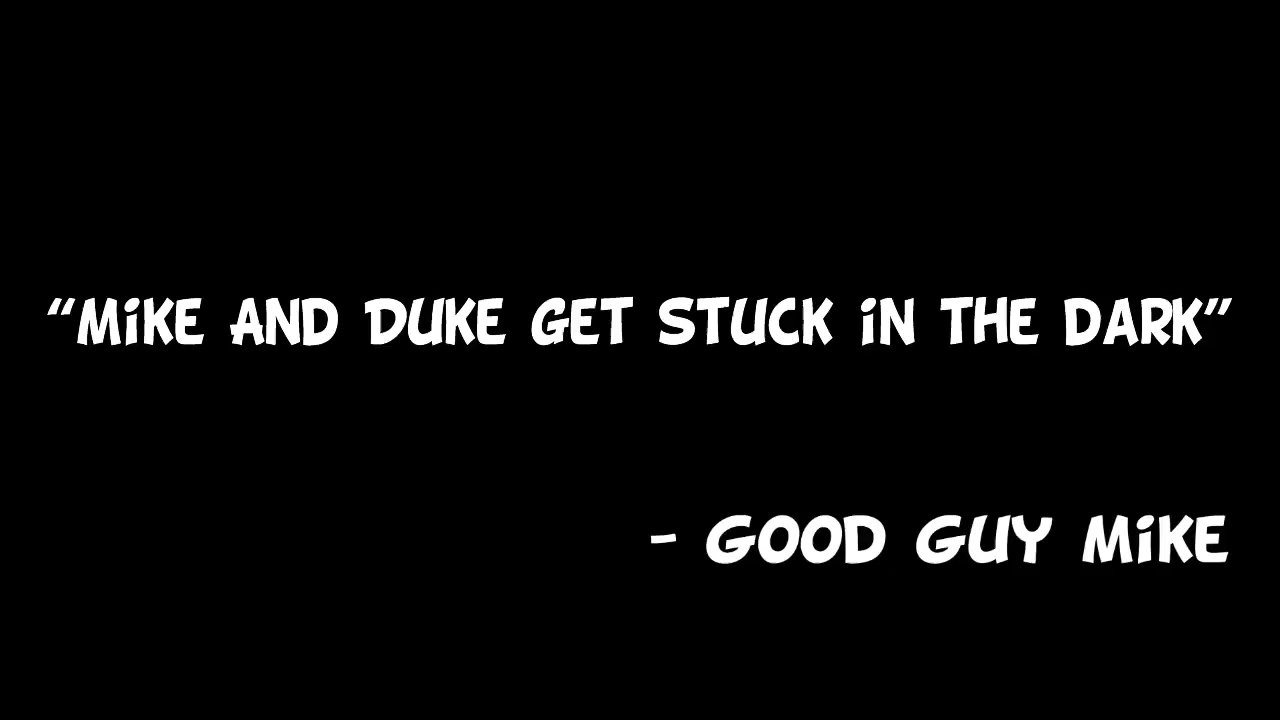 “MiKE AND DUKE GET STUCK iN THE DARK”
- GOOD GUY MiKE